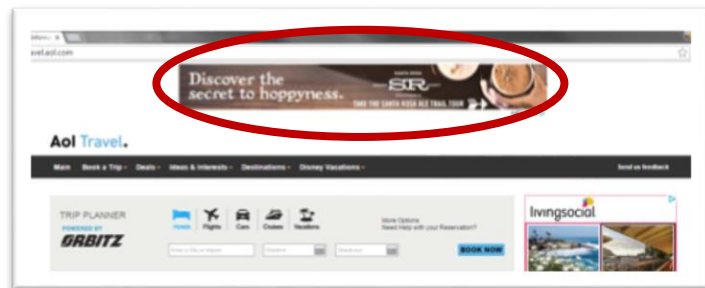 avel.aol.com
Discover the
secret to hoppyness.
SANTA ROSA
SR
TAKE THE SANTA ROSA ALE TRAIL TOUR
Aol Travel.
Main Book a Trip Deals Ideas & Interests Destinations Disney Vacations Send us feedback
TRIP PLANNER
POWERED BY
ORBITZ
Hotels Flights Cars Cruises Vacations
More Options
Need Help with your Reservation?
BOOK NOW
livingsocial